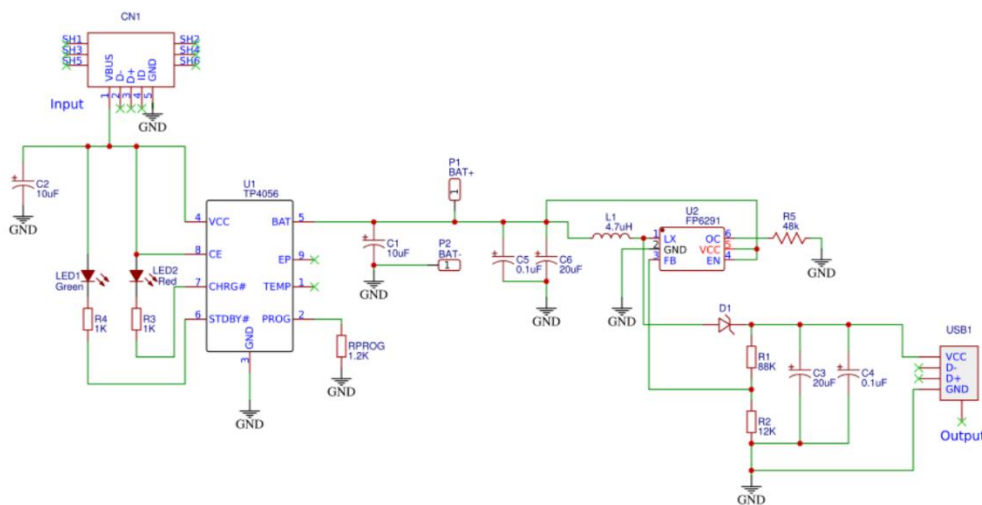 CN1
SH1
SH3
SH5
SH2
SH4
SH6
VBUS
D-
D+
ID
GND
1
2
3
4
5
Input
GND
C2
10uF
GND
LED1
Green
LED2
Red
R4
1K
R3
1K
U1
TP4056
4 VCC
8 CE
7 CHRG#
6 STDBY#
BAT 5
EP 9
TEMP 1
PROG 2
GND
3
GND
RPROG
1.2K
GND
P1
BAT+
1
C1
10uF
GND
P2
BAT-
1
C5
0.1uF
C6
20uF
GND
L1
4.7uH
U2
FP6291
1 LX
2 GND
3 FB
OC 6
VCC 5
EN 4
GND
R5
48k
GND
D1
R1
88K
R2
12K
C3
20uF
C4
0.1uF
GND
USB1
VCC
D-
D+
GND
Output